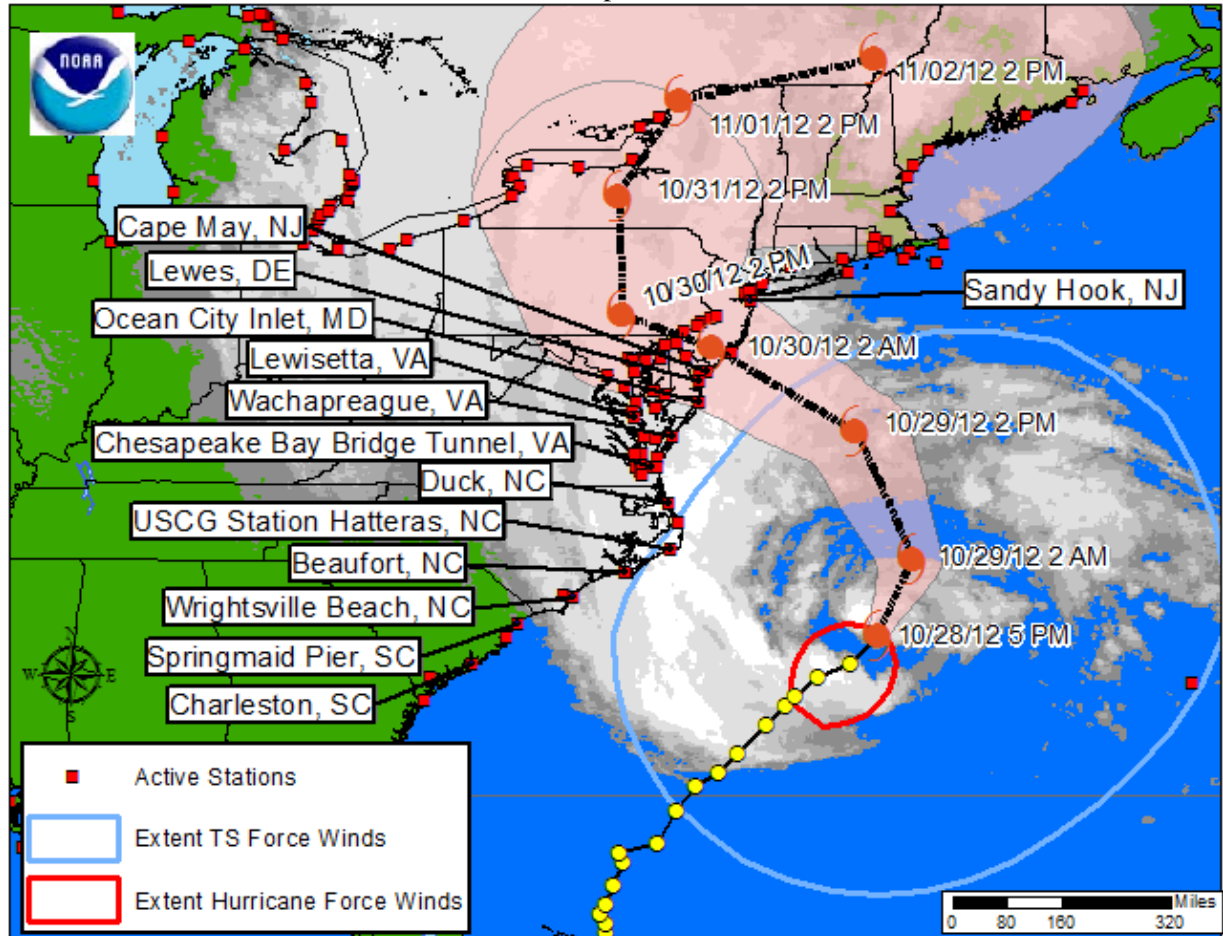 NOAA
11/02/12 2 PM
11/01/12 2 PM
10/31/12 2 PM
Cape May, NJ
Lewes, DE
10/30/12 2 PM
Sandy Hook, NJ
Ocean City Inlet, MD
10/30/12 2 AM
Lewisetta, VA
Wachapreague, VA
10/29/12 2 PM
Chesapeake Bay Bridge Tunnel, VA
Duck, NC
USCG Station Hatteras, NC
10/29/12 2 AM
Beaufort, NC
Wrightsville Beach, NC
10/28/12 5 PM
Springmaid Pier, SC
N
W E
S
Charleston, SC
Active Stations
Extent TS Force Winds
Extent Hurricane Force Winds
Miles
0 80 160 320